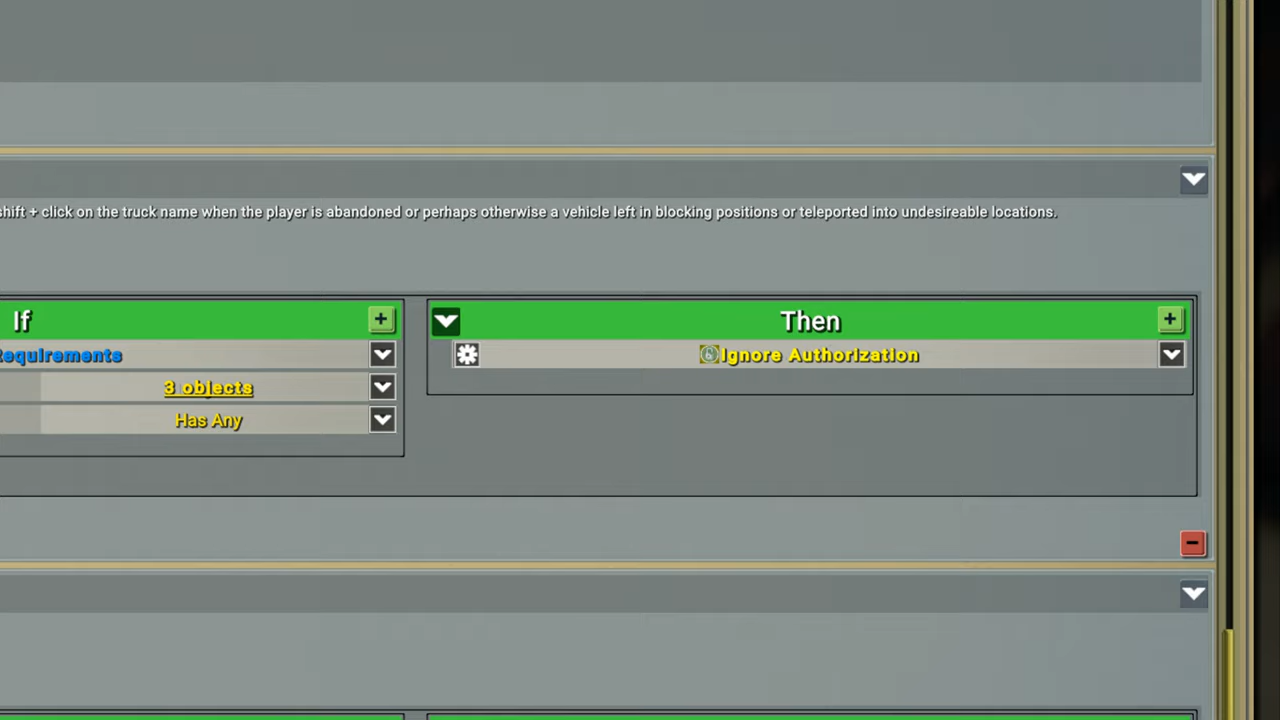 shift + click on the truck name when the player is abandoned or perhaps otherwise a vehicle left in blocking positions or teleported into undesireable locations.
If
+
Then
+
Requirements
Ignore Authorization
3 objects
Has Any